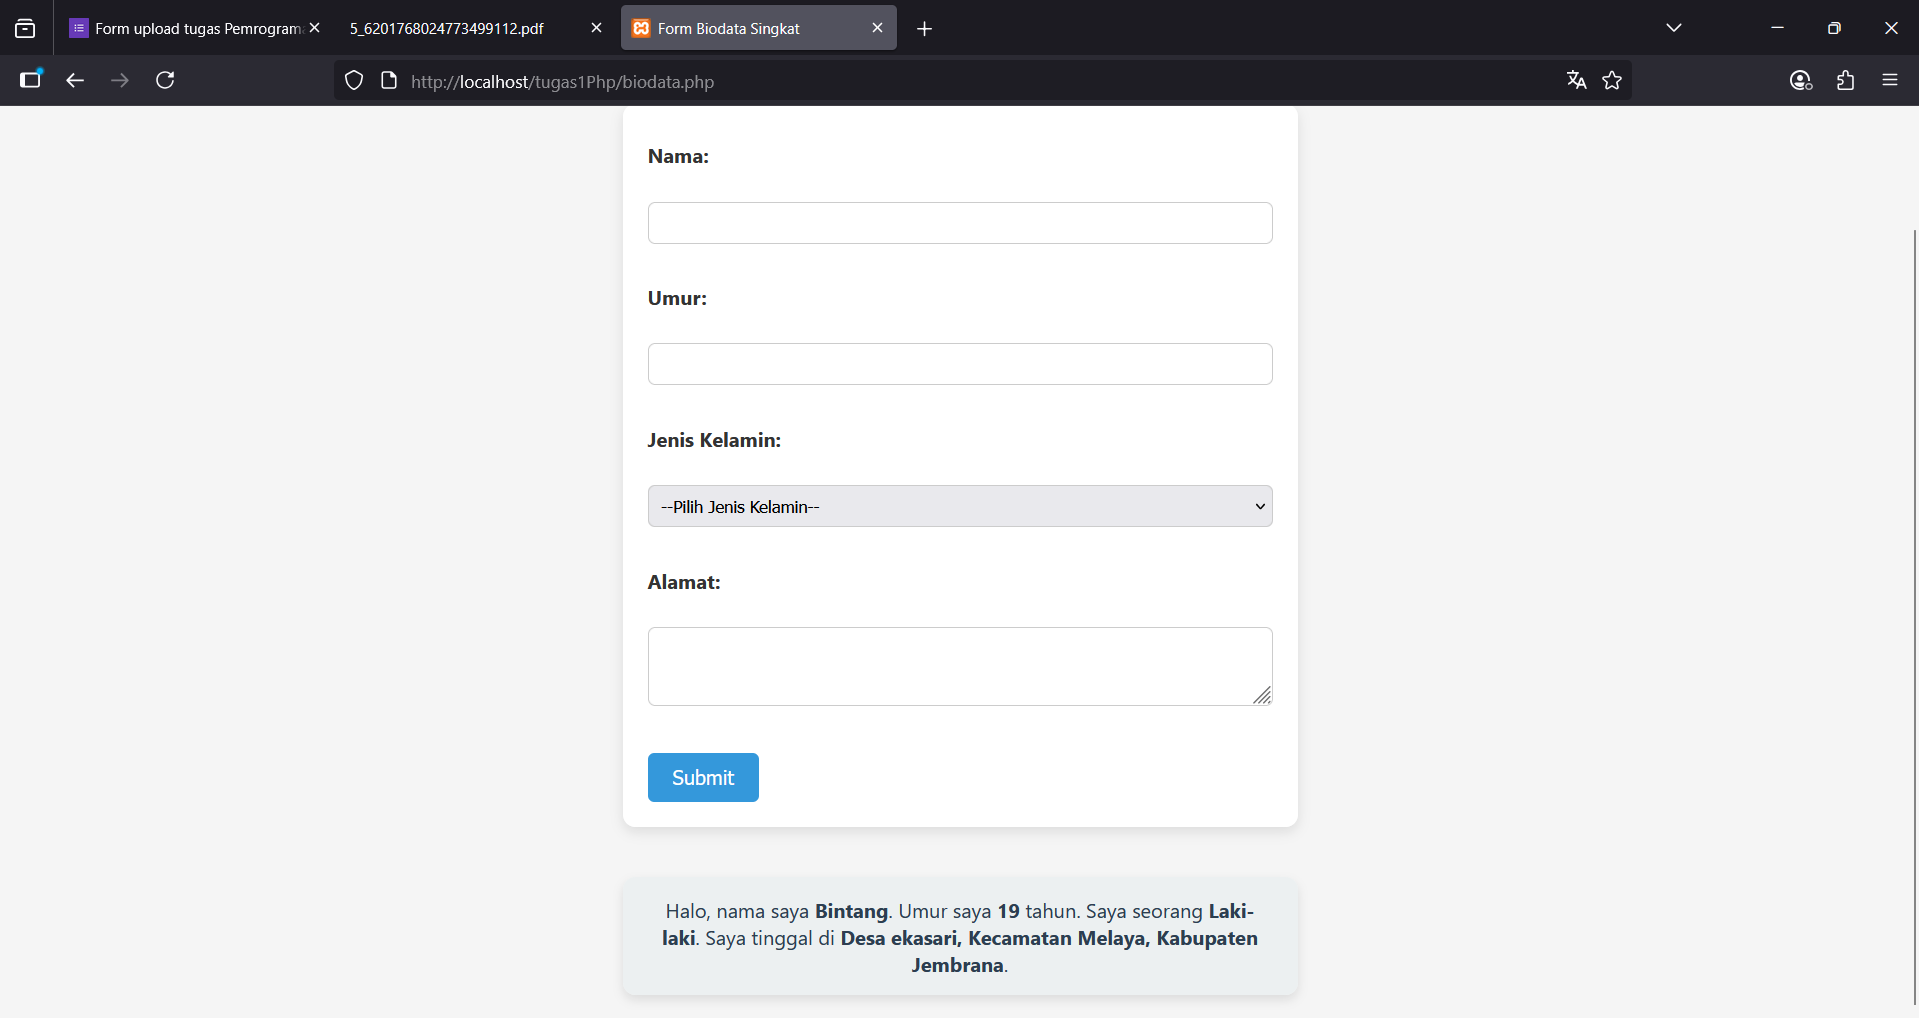 Form upload tugas Pemrogram
5_6201768024773499112.pdf
Form Biodata Singkat
http://localhost/tugas1Php/biodata.php
Nama:
Umur:
Jenis Kelamin:
--Pilih Jenis Kelamin--
Alamat:
Submit
Halo, nama saya Bintang. Umur saya 19 tahun. Saya seorang Laki-
laki. Saya tinggal di Desa ekasari, Kecamatan Melaya, Kabupaten
Jembrana.